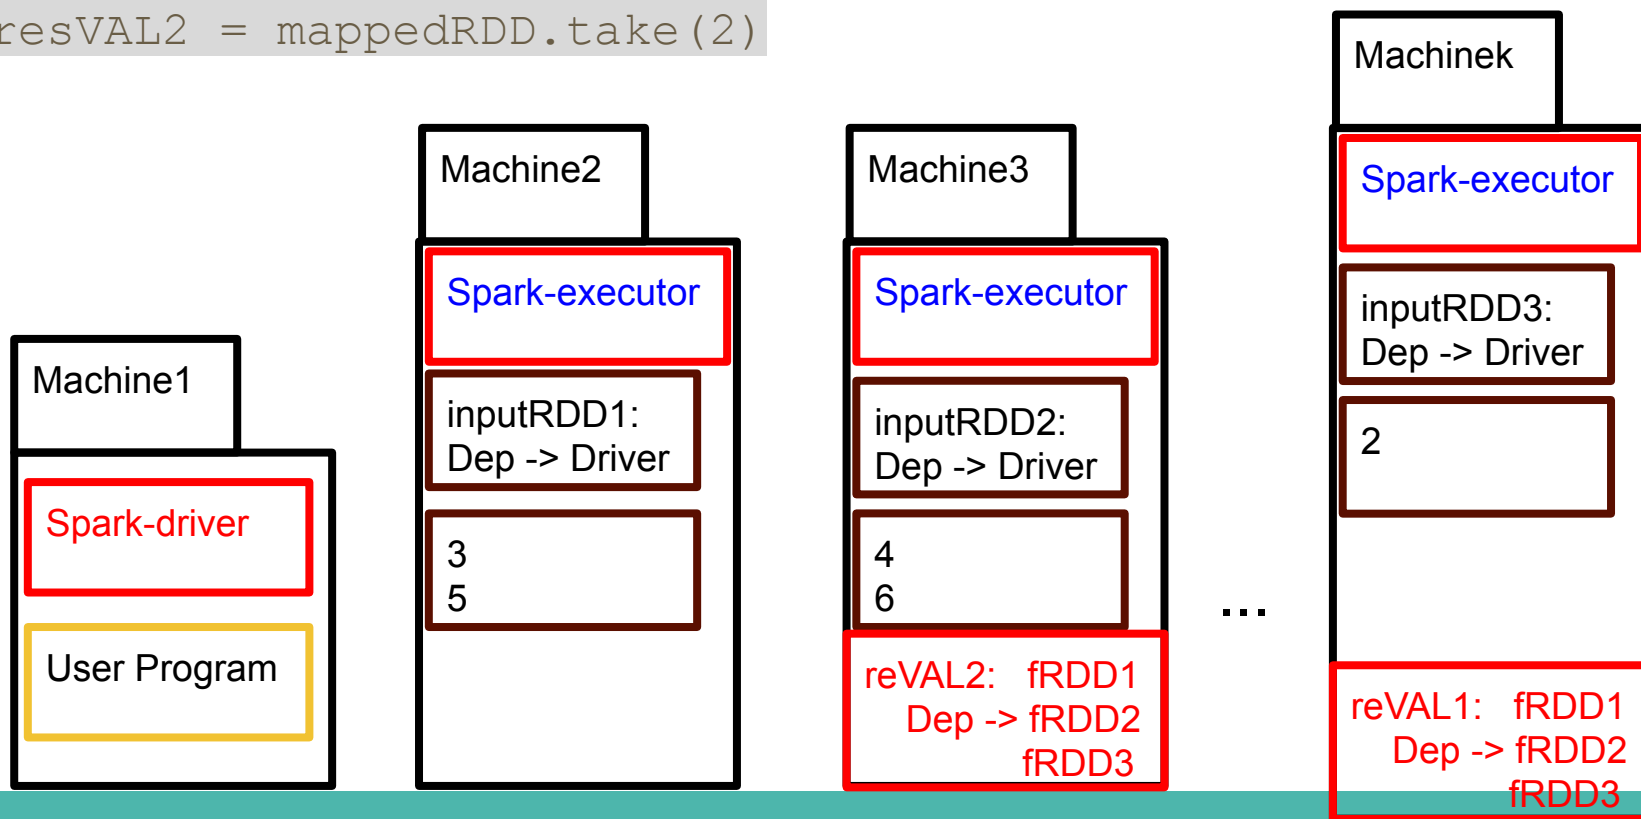 resVAL2 = mappedRDD.take(2)
Machine1
Spark-driver
User Program
Machine2
Spark-executor
inputRDD1:
Dep -> Driver
3
5
Machine3
Spark-executor
inputRDD2:
Dep -> Driver
4
6
reVAL2: fRDD1
Dep -> fRDD2
fRDD3
...
Machinek
Spark-executor
inputRDD3:
Dep -> Driver
2
reVAL1: fRDD1
Dep -> fRDD2
fRDD3